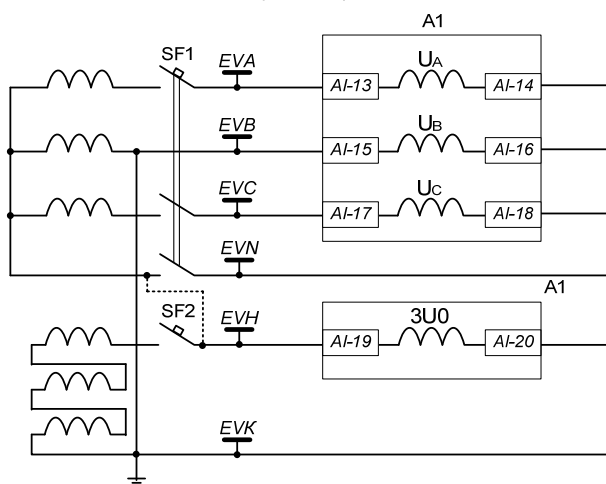 A1
SF1
EVA
UA
AI-13
AI-14
EVB
UB
AI-15
AI-16
EVC
UC
AI-17
AI-18
EVN
A1
SF2
EVH
3U0
AI-19
AI-20
EVK